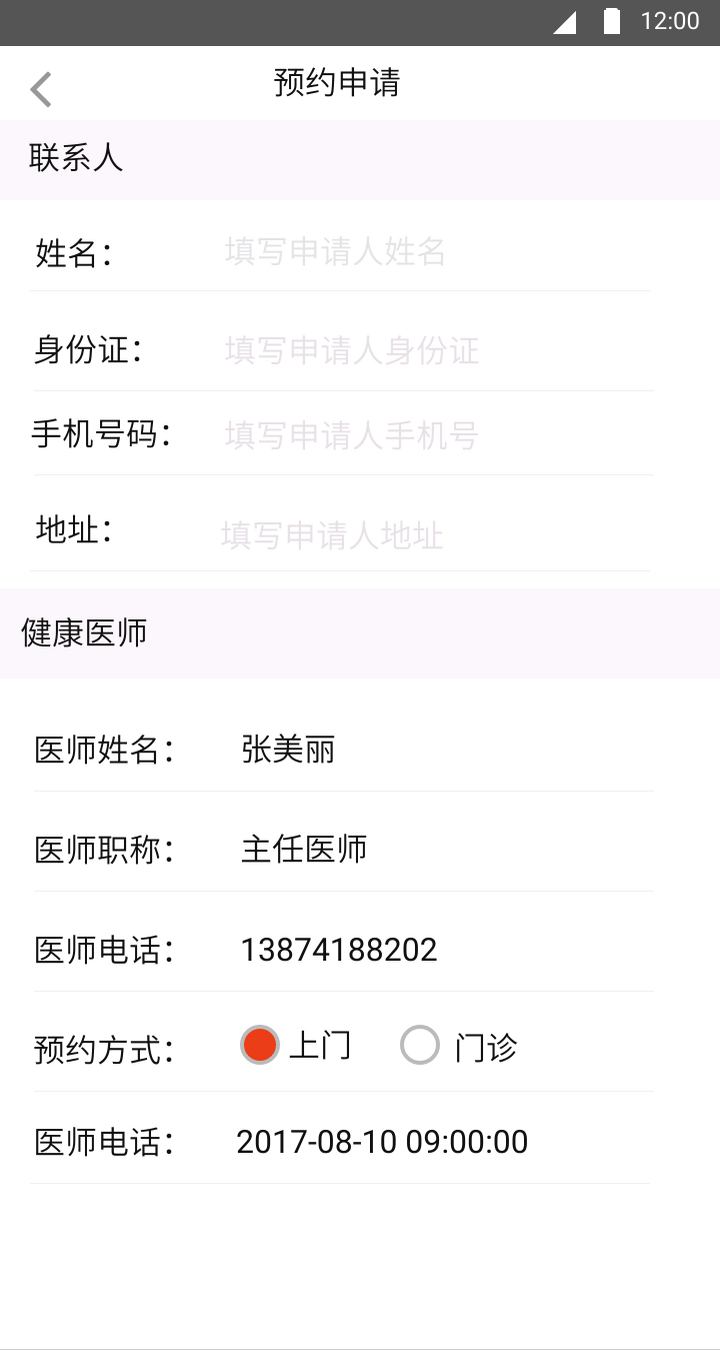 12:00
预约申请
联系人
姓名： 填写申请人姓名
身份证： 填写申请人身份证
手机号码： 填写申请人手机号
地址： 填写申请人地址
健康医师
医师姓名： 张美丽
医师职称： 主任医师
医师电话： 13874188202
预约方式： 上门 门诊
医师电话： 2017-08-10 09:00:00